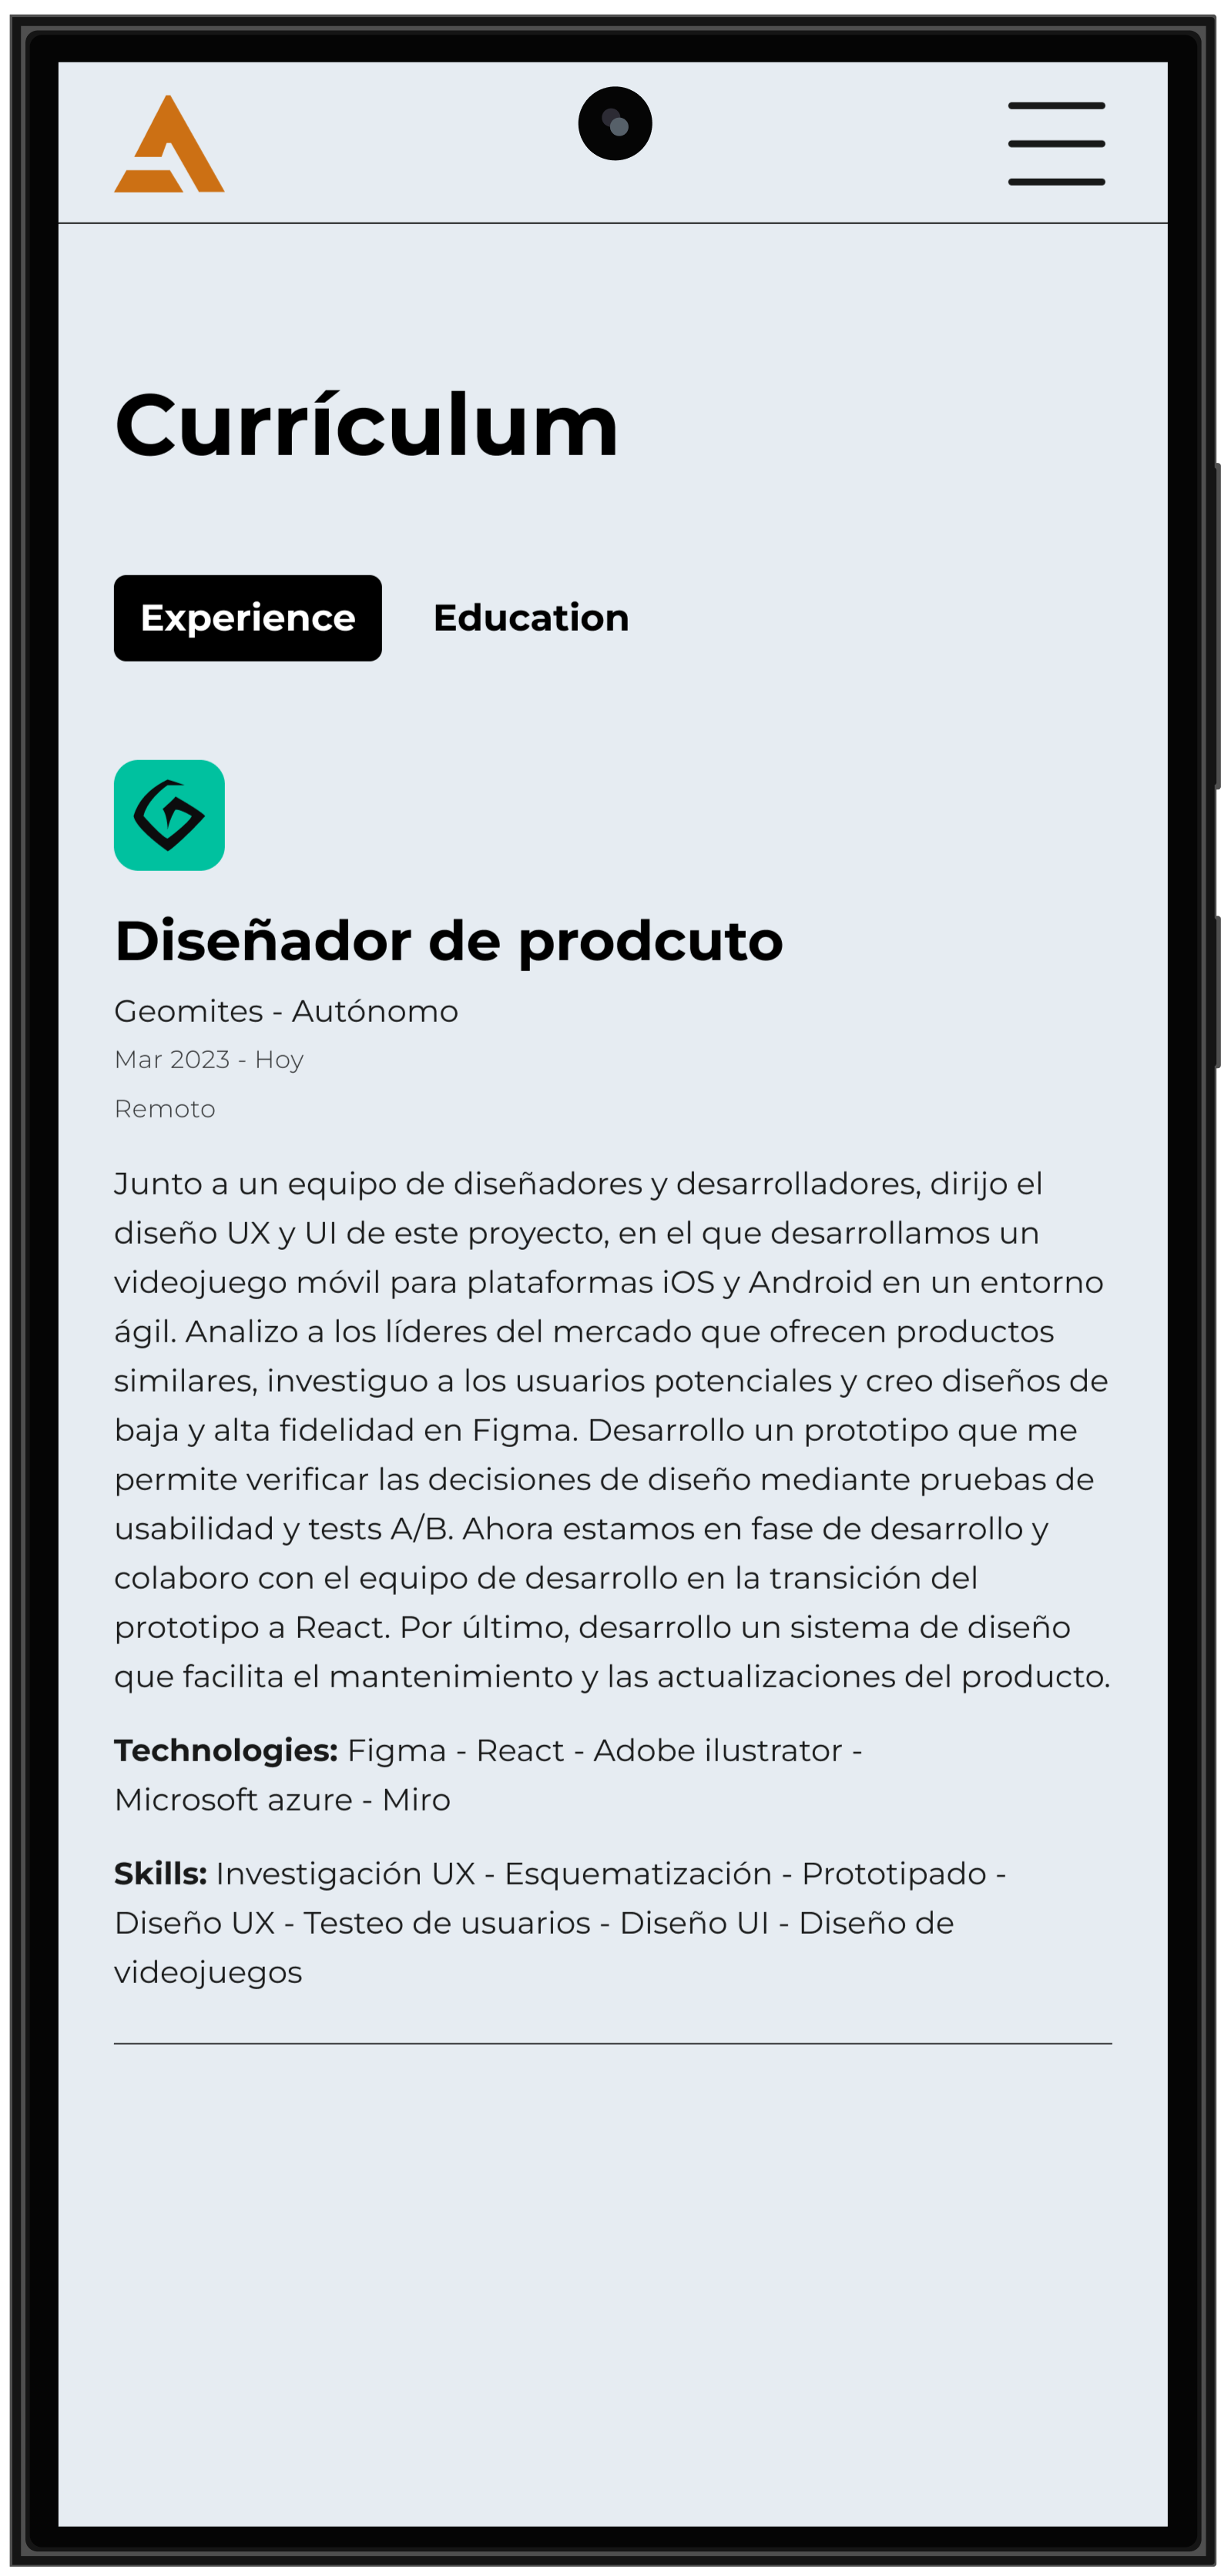 Currículum
Experience
Education
Diseñador de prodcuto
Geomites - Autónomo
Mar 2023 - Hoy
Remoto
Junto a un equipo de diseñadores y desarrolladores, dirijo el
diseño UX y UI de este proyecto, en el que desarrollamos un
videojuego móvil para plataformas iOS y Android en un entorno
ágil. Analizo a los líderes del mercado que ofrecen productos
similares, investiguo a los usuarios potenciales y creo diseños de
baja y alta fidelidad en Figma. Desarrollo un prototipo que me
permite verificar las decisiones de diseño mediante pruebas de
usabilidad y tests A/B. Ahora estamos en fase de desarrollo y
colaboro con el equipo de desarrollo en la transición del
prototipo a React. Por último, desarrollo un sistema de diseño
que facilita el mantenimiento y las actualizaciones del producto.
Technologies: Figma - React - Adobe ilustrator -
Microsoft azure - Miro
Skills: Investigación UX - Esquematización - Prototipado -
Diseño UX - Testeo de usuarios - Diseño UI - Diseño de
videojuegos